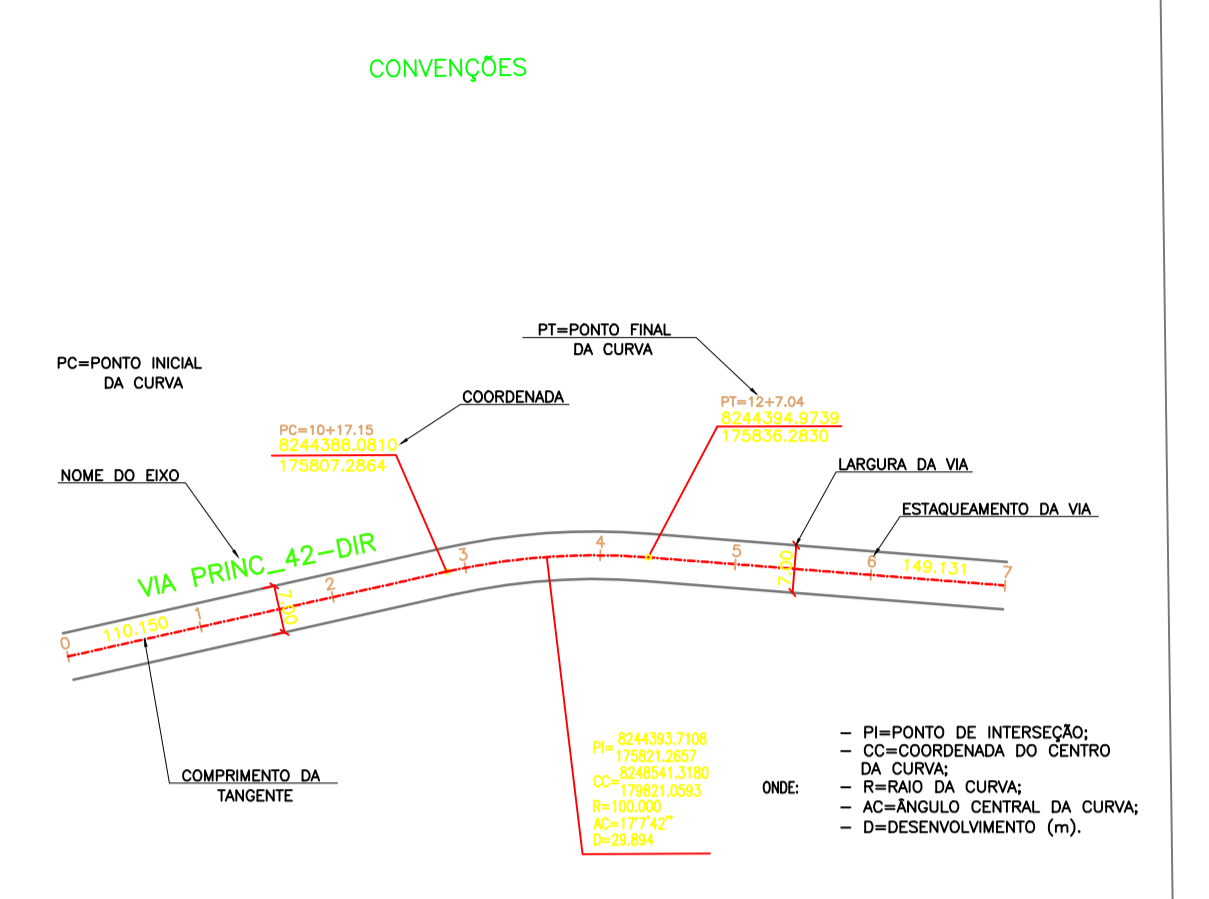 CONVENÇÕES
PT=PONTO FINAL
DA CURVA
PC=PONTO INICIAL
DA CURVA
COORDENADA
PT=12+7.04
8244394.9739
175836.2830
PC=10+17.15
8244388.0810
175807.2864
NOME DO EIXO
LARGURA DA VIA
ESTAQUEAMENTO DA VIA
VIA PRINC_42-DIR
0
110.150
1
7.00
2
3
4
5
7.00
6
149.131
7
COMPRIMENTO DA
TANGENTE
PI=
8244393.7108
175821.2657
CC=
8248541.3180
179821.0593
R=100.000
AC=17°7'42"
D=29.894
ONDE:
- PI=PONTO DE INTERSEÇÃO;
- CC=COORDENADA DO CENTRO
DA CURVA;
- R=RAIO DA CURVA;
- AC=ÂNGULO CENTRAL DA CURVA;
- D=DESENVOLVIMENTO (m).